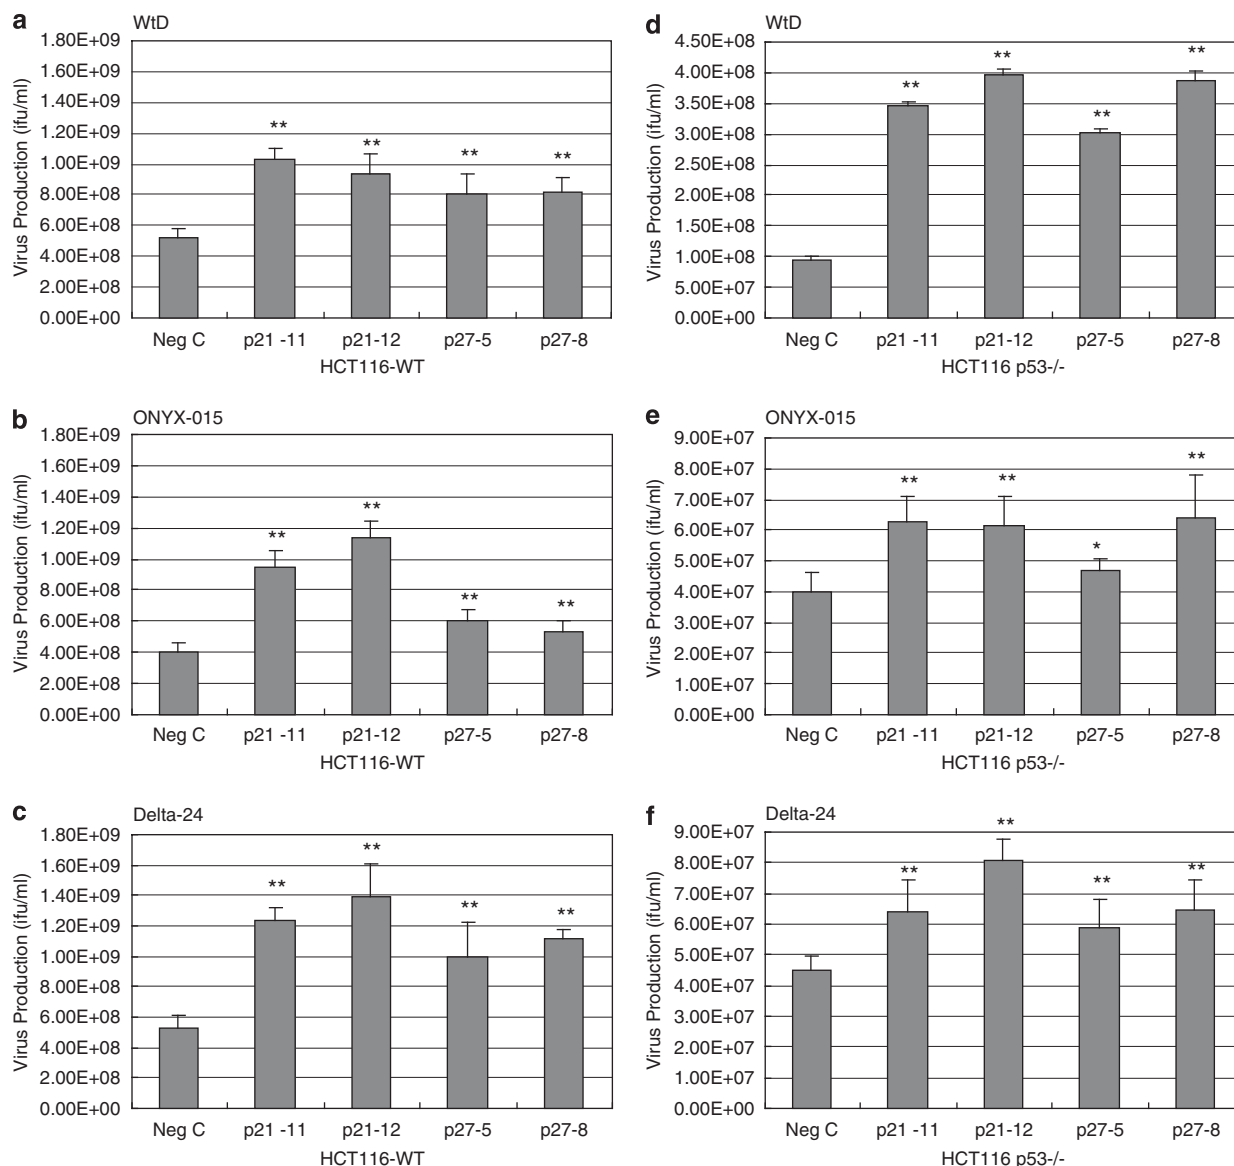 a
WtD
Virus Production (ifu/ml)
1.80E+09
1.60E+09
1.40E+09
1.20E+09
1.00E+09
8.00E+08
6.00E+08
4.00E+08
2.00E+08
0.00E+00
** ** ** **
Neg C p21 -11 p21-12 p27-5 p27-8
HCT116-WT
b
ONYX-015
Virus Production (ifu/ml)
1.80E+09
1.60E+09
1.40E+09
1.20E+09
1.00E+09
8.00E+08
6.00E+08
4.00E+08
2.00E+08
0.00E+00
** ** ** **
Neg C p21 -11 p21-12 p27-5 p27-8
HCT116-WT
c
Delta-24
Virus Production (ifu/ml)
1.80E+09
1.60E+09
1.40E+09
1.20E+09
1.00E+09
8.00E+08
6.00E+08
4.00E+08
2.00E+08
0.00E+00
** ** ** **
Neg C p21 -11 p21-12 p27-5 p27-8
HCT116-WT
d
WtD
Virus Production (ifu/ml)
4.50E+08
4.00E+08
3.50E+08
3.00E+08
2.50E+08
2.00E+08
1.50E+08
1.00E+08
5.00E+07
0.00E+00
** ** ** **
Neg C p21 -11 p21-12 p27-5 p27-8
HCT116 p53-/-
e
ONYX-015
Virus Production (ifu/ml)
9.00E+07
8.00E+07
7.00E+07
6.00E+07
5.00E+07
4.00E+07
3.00E+07
2.00E+07
1.00E+07
0.00E+00
** ** * **
Neg C p21 -11 p21-12 p27-5 p27-8
HCT116 p53-/-
f
Delta-24
Virus Production (ifu/ml)
9.00E+07
8.00E+07
7.00E+07
6.00E+07
5.00E+07
4.00E+07
3.00E+07
2.00E+07
1.00E+07
0.00E+00
** ** ** **
Neg C p21 -11 p21-12 p27-5 p27-8
HCT116 p53-/-